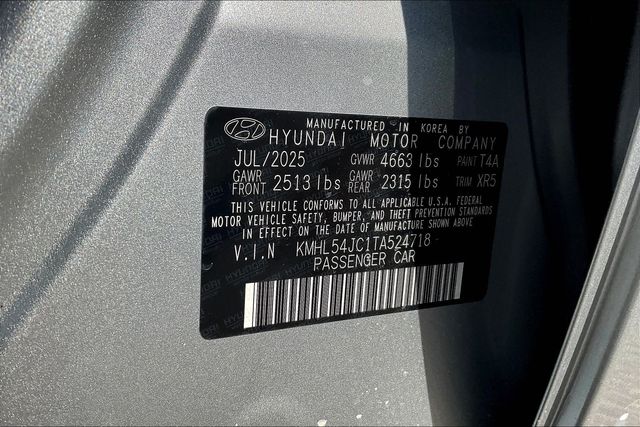 MANUFACTURED IN KOREA BY
HYUNDAI MOTOR COMPANY
JUL/2025 GVWR 4663 lbs PAINT T4A
GAWR FRONT 2513 lbs GAWR REAR 2315 lbs TRIM XR5
THIS VEHICLE CONFORMS TO ALL APPLICABLE U.S.A. FEDERAL
MOTOR VEHICLE SAFETY, BUMPER, AND THEFT PREVENTION STANDARDS
IN EFFECT ON THE DATE OF MANUFACTURE SHOWN ABOVE
V.I.N KMHL54JC1TA524718
PASSENGER CAR